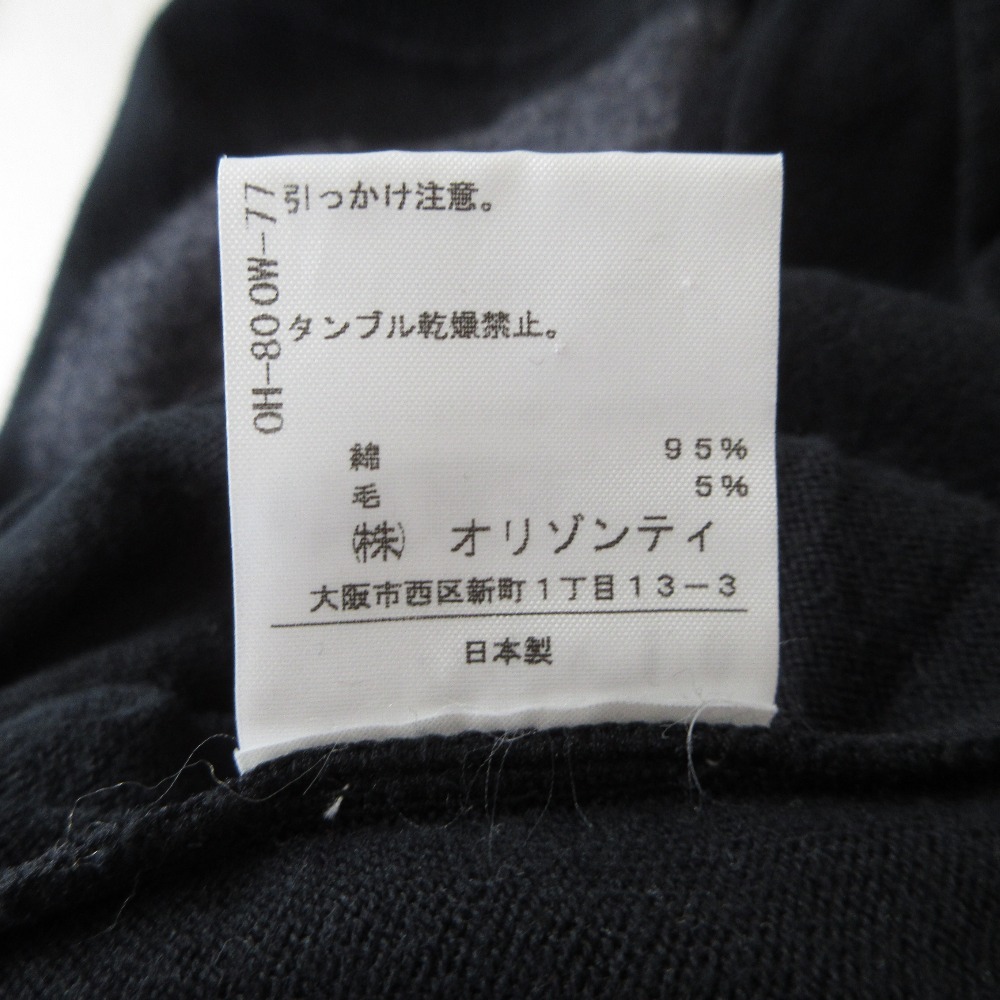 OH-800W-77
引っかけ注意。
タンブル乾燥禁止。
綿 95%
毛 5%
㈱ オリゾンティ
大阪市西区新町1丁目13-3
日本製